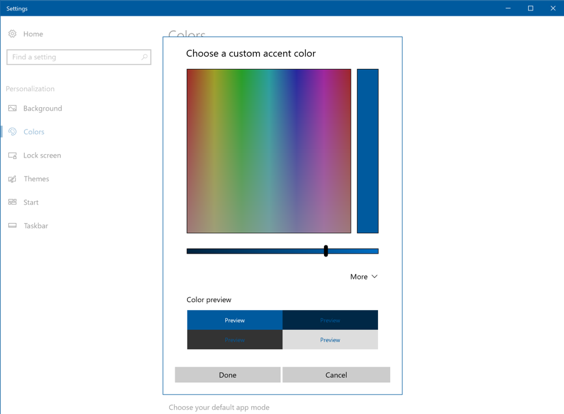 Settings
Home
Colors
Find a setting
Personalization
Background
Colors
Lock screen
Themes
Start
Taskbar
Choose a custom accent color
More
Color preview
Preview
Preview
Preview
Preview
Done
Cancel
Choose your default app mode